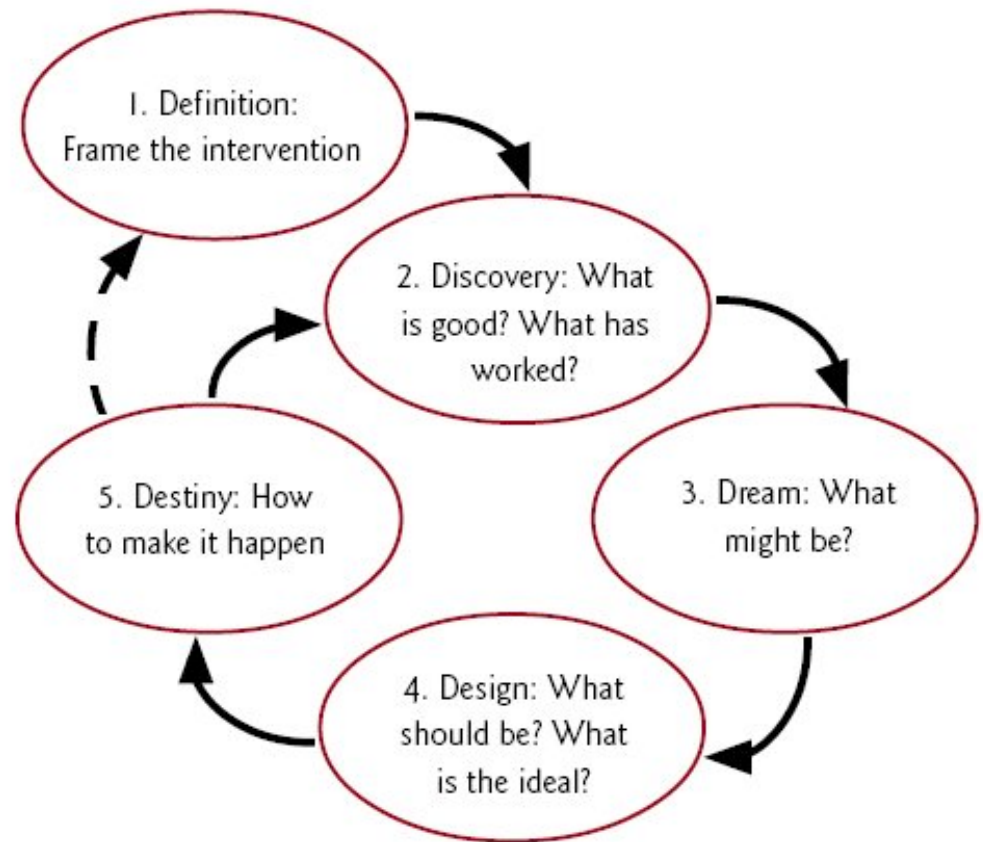 1. Definition:
Frame the intervention
2. Discovery: What
is good? What has
worked?
3. Dream: What
might be?
4. Design: What
should be? What
is the ideal?
5. Destiny: How
to make it happen